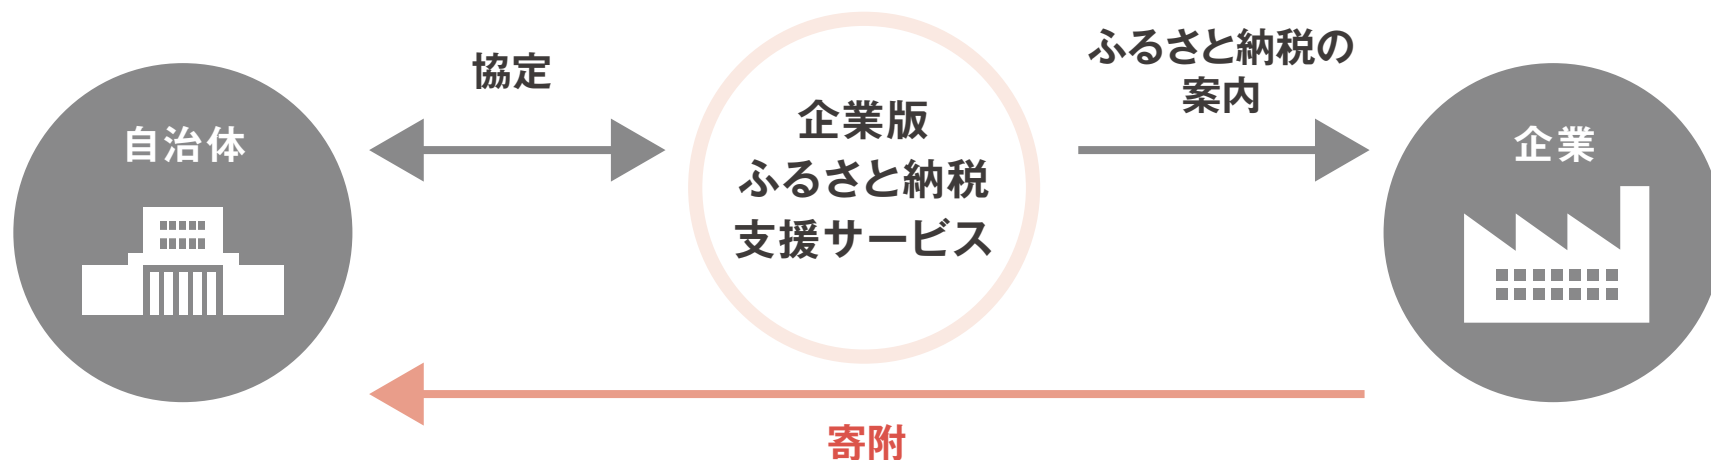 自治体
協定
企業版
ふるさと納税
支援サービス
ふるさと納税の
案内
企業
寄附